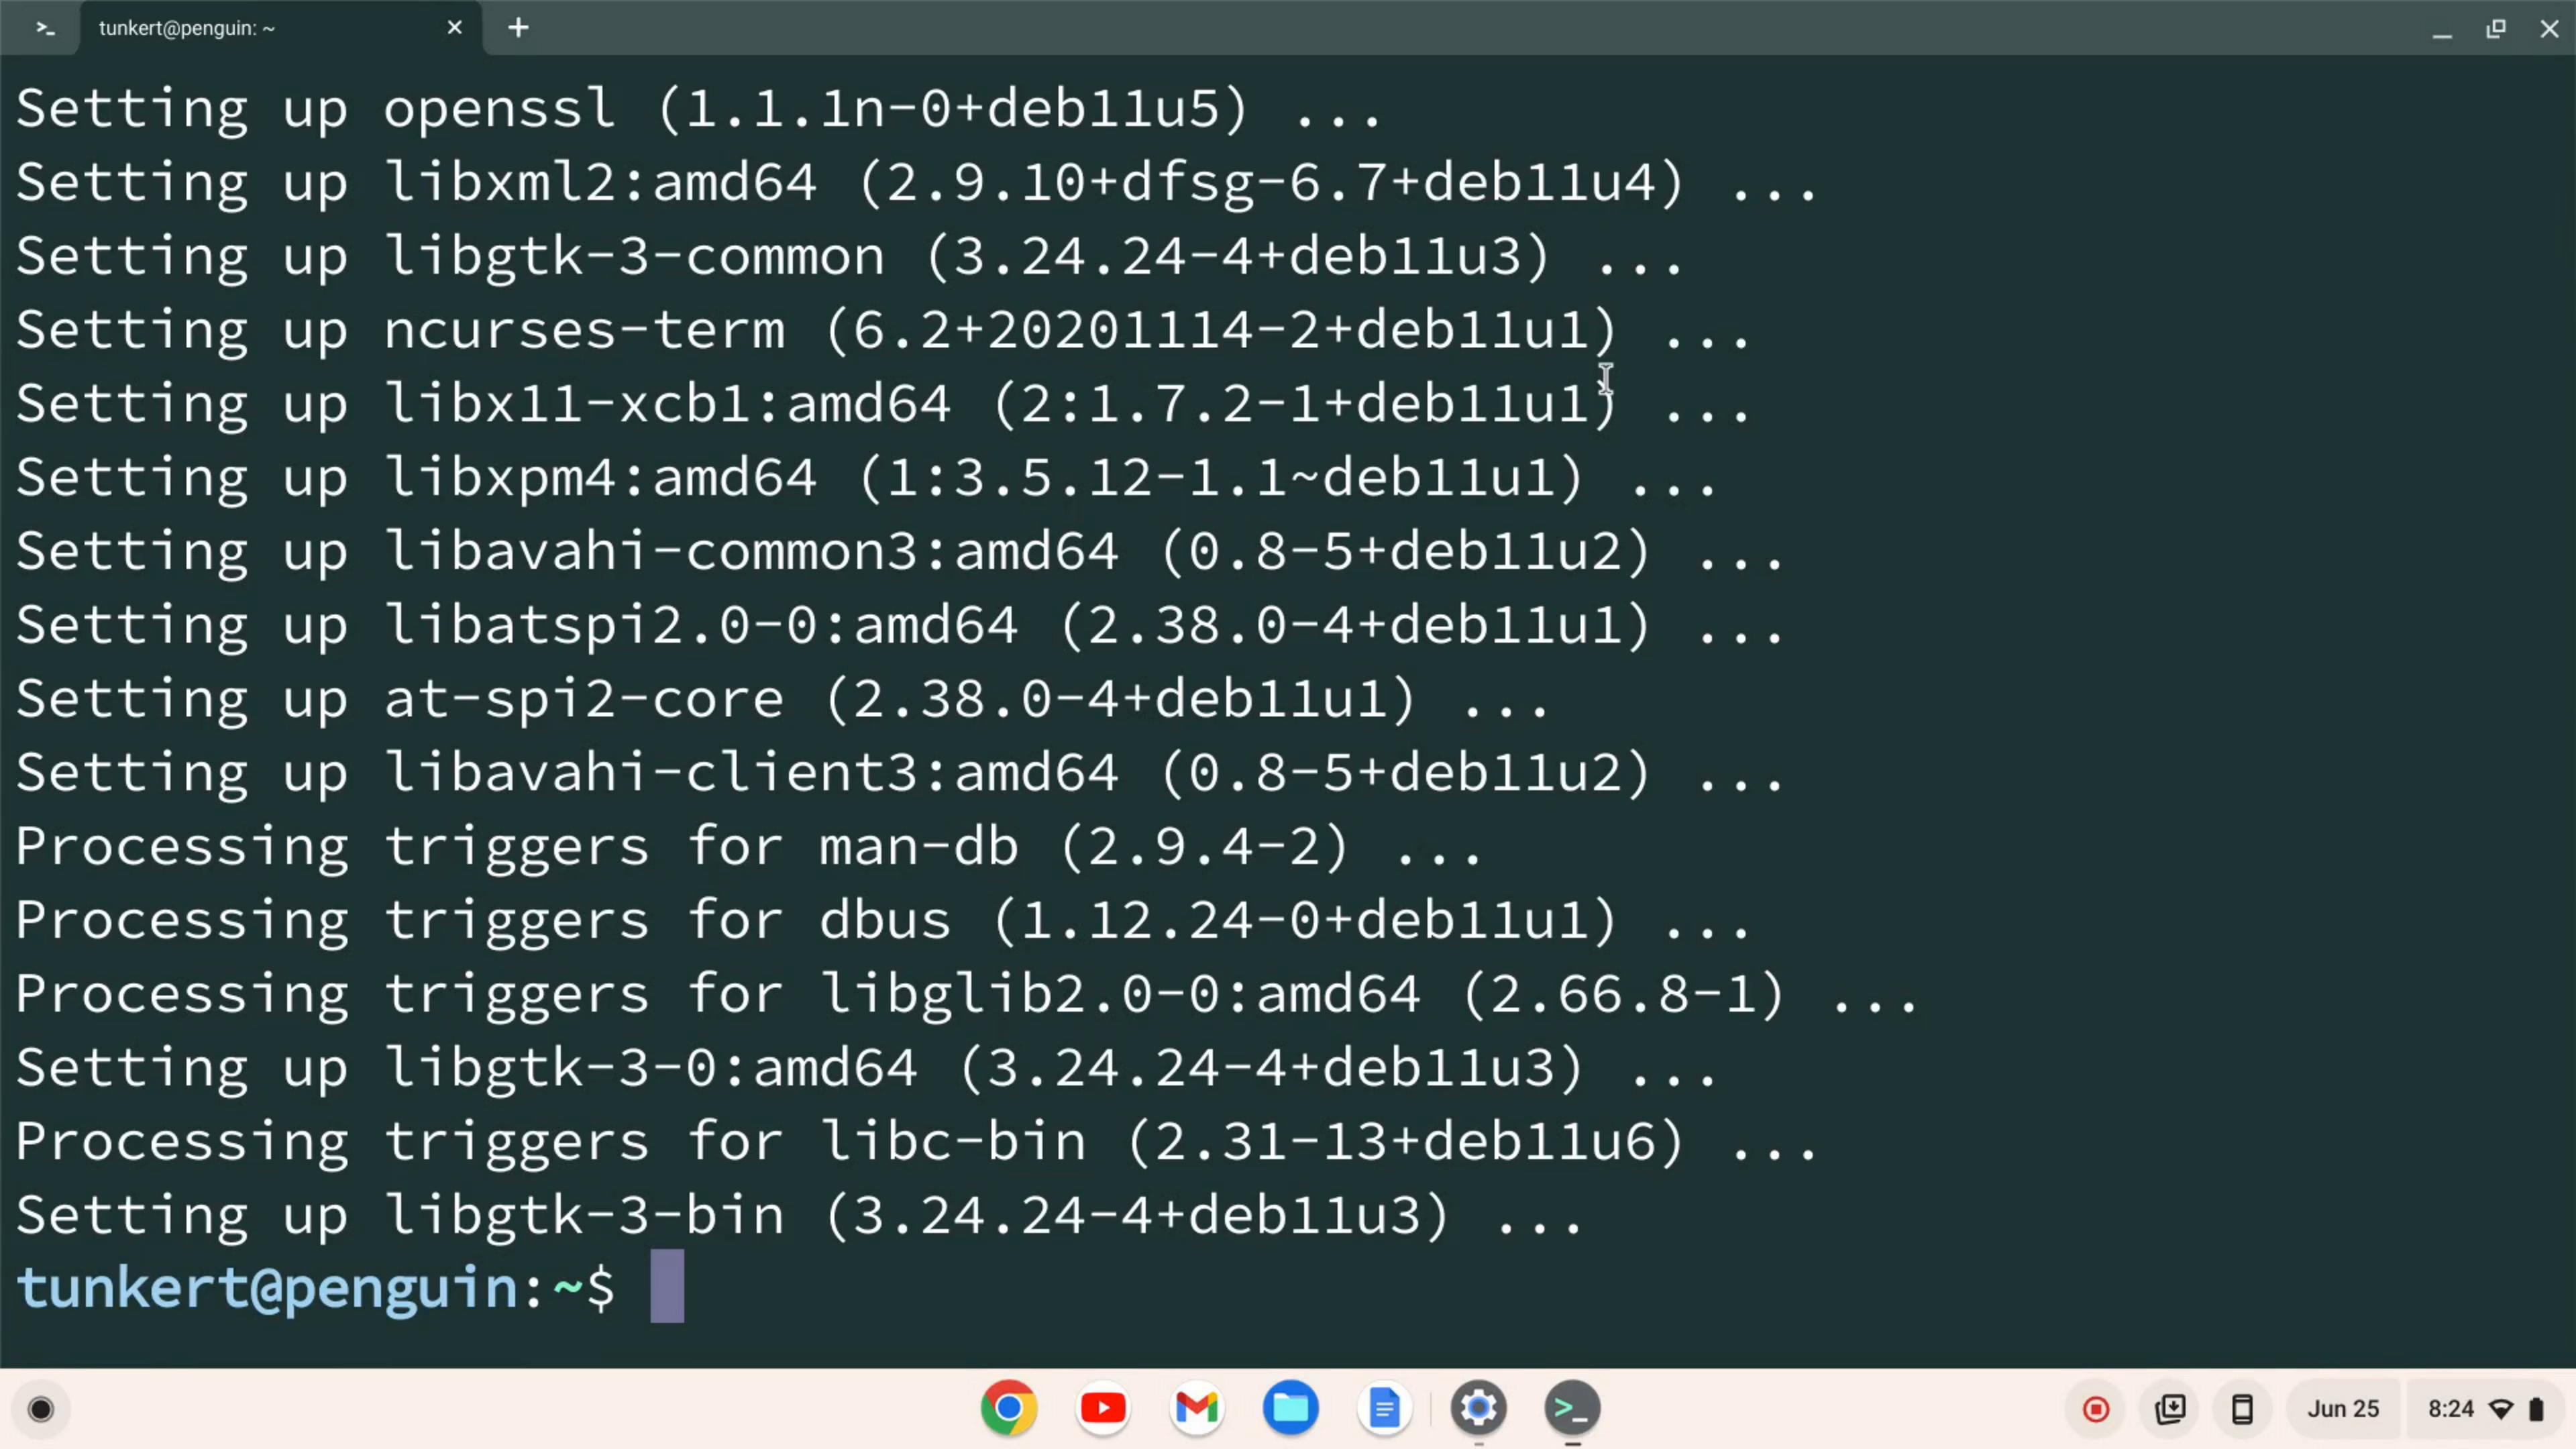 >_ tunkert@penguin: ~
Setting up openssl (1.1.1n-0+deb11u5) ...
Setting up libxml2:amd64 (2.9.10+dfsg-6.7+deb11u4) ...
Setting up libgtk-3-common (3.24.24-4+deb11u3) ...
Setting up ncurses-term (6.2+20201114-2+deb11u1) ...
Setting up libx11-xcb1:amd64 (2:1.7.2-1+deb11u1) ...
Setting up libxpm4:amd64 (1:3.5.12-1.1~deb11u1) ...
Setting up libavahi-common3:amd64 (0.8-5+deb11u2) ...
Setting up libatspi2.0-0:amd64 (2.38.0-4+deb11u1) ...
Setting up at-spi2-core (2.38.0-4+deb11u1) ...
Setting up libavahi-client3:amd64 (0.8-5+deb11u2) ...
Processing triggers for man-db (2.9.4-2) ...
Processing triggers for dbus (1.12.24-0+deb11u1) ...
Processing triggers for libglib2.0-0:amd64 (2.66.8-1) ...
Setting up libgtk-3-0:amd64 (3.24.24-4+deb11u3) ...
Processing triggers for libc-bin (2.31-13+deb11u6) ...
Setting up libgtk-3-bin (3.24.24-4+deb11u3) ...
tunkert@penguin:~$
>_ Jun 25 8:24